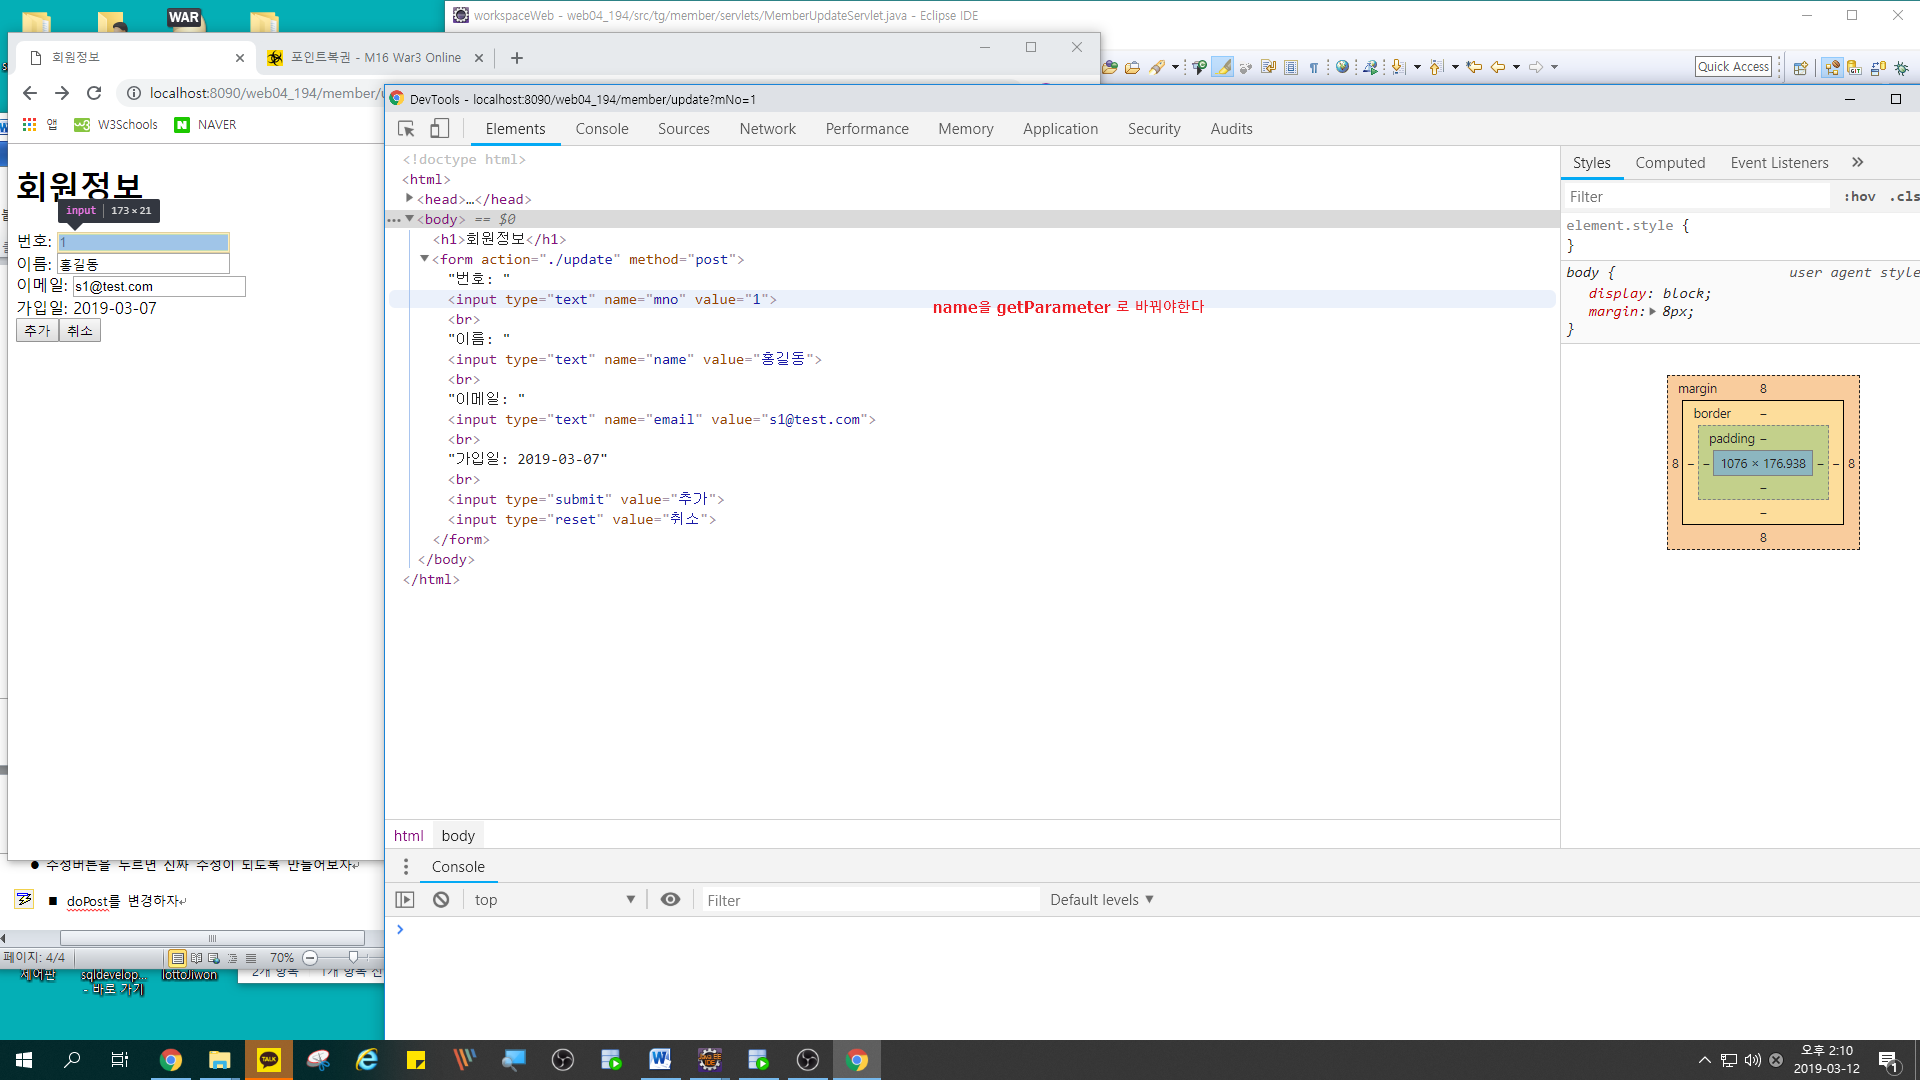 WAR
workspaceWeb - web04_194/src/tg/member/servlets/MemberUpdateServlet.java - Eclipse IDE
회원정보
포인트복권 - M16 War3 Online
Quick Access
localhost:8090/web04_194/member/u
DevTools - localhost:8090/web04_194/member/update?mNo=1
앱
W3Schools
NAVER
Elements
Console
Sources
Network
Performance
Memory
Application
Security
Audits
회원정보
input
173 × 21
번호: 1
이름: 홍길동
이메일: s1@test.com
가입일: 2019-03-07
추가
취소
<!doctype html>
<html>
<head>…</head>
<body> == $0
<h1>회원정보</h1>
<form action="./update" method="post">
"번호: "
<input type="text" name="mno" value="1">
name을 getParameter 로 바꿔야한다
<br>
"이름: "
<input type="text" name="name" value="홍길동">
<br>
"이메일: "
<input type="text" name="email" value="s1@test.com">
<br>
"가입일: 2019-03-07"
<br>
<input type="submit" value="추가">
<input type="reset" value="취소">
</form>
</body>
</html>
Styles
Computed
Event Listeners
Filter
:hov
.cls
element.style {
}
body {
user agent style
display: block;
margin: 8px;
}
margin
8
border
–
padding
–
8
–
–
1076 × 176.938
–
–
8
–
–
8
html
body
Console
top
Filter
Default levels
수정버튼을 누르면 진짜 수정이 되도록 만들어보자
doPost를 변경하자
페이지: 4/4
70%
제어판
sqldevelop...
- 바로 가기
lottoJiwon
2개 항목
1개 항목 선
TALK
오후 2:10
2019-03-12
1